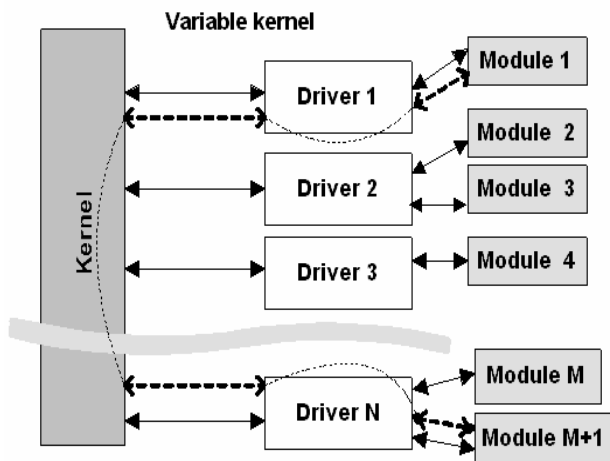 Variable kernel
Kernel
Driver 1
Module 1
Module 2
Driver 2
Module 3
Driver 3
Module 4
Driver N
Module M
Module M+1